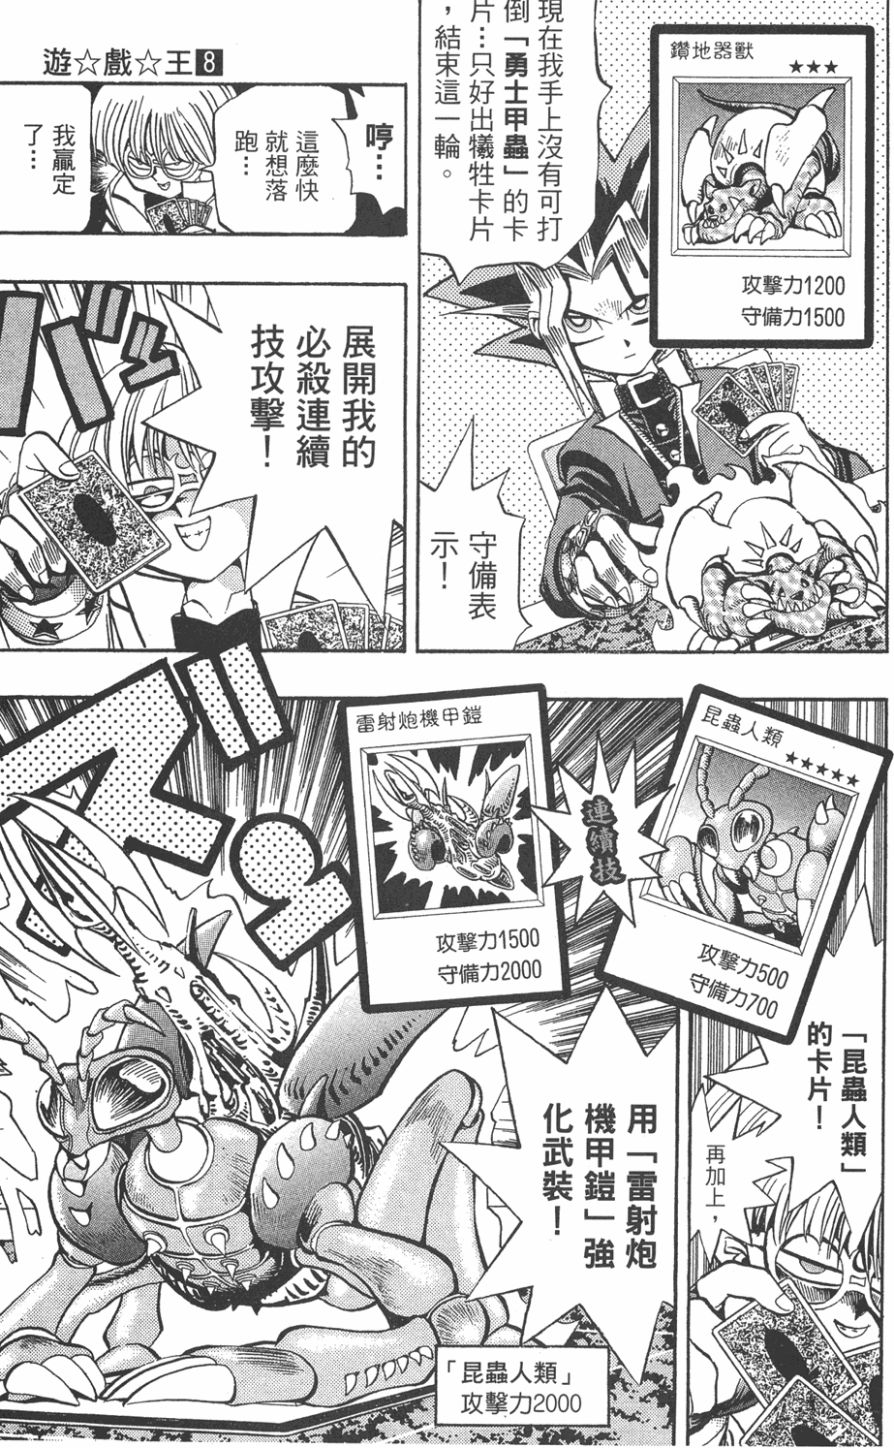 遊☆戲☆王8
鑽地器獸
★★★
攻擊力1200
守備力1500
現在我手上沒有可打
倒「勇士甲蟲」的卡
片…只好出犧牲卡片
，結束這一輪。
守備表
示！
哼…
這麼快
就想落
跑…
我贏定
了…
展開我的
必殺連續
技攻擊！
昆蟲人類
★★★★★
攻擊力500
守備力700
連續技
雷射炮機甲鎧
攻擊力1500
守備力2000
「昆蟲人類」
的卡片！
再加上，
用「雷射炮
機甲鎧」強
化武裝！
「昆蟲人類」
攻擊力2000